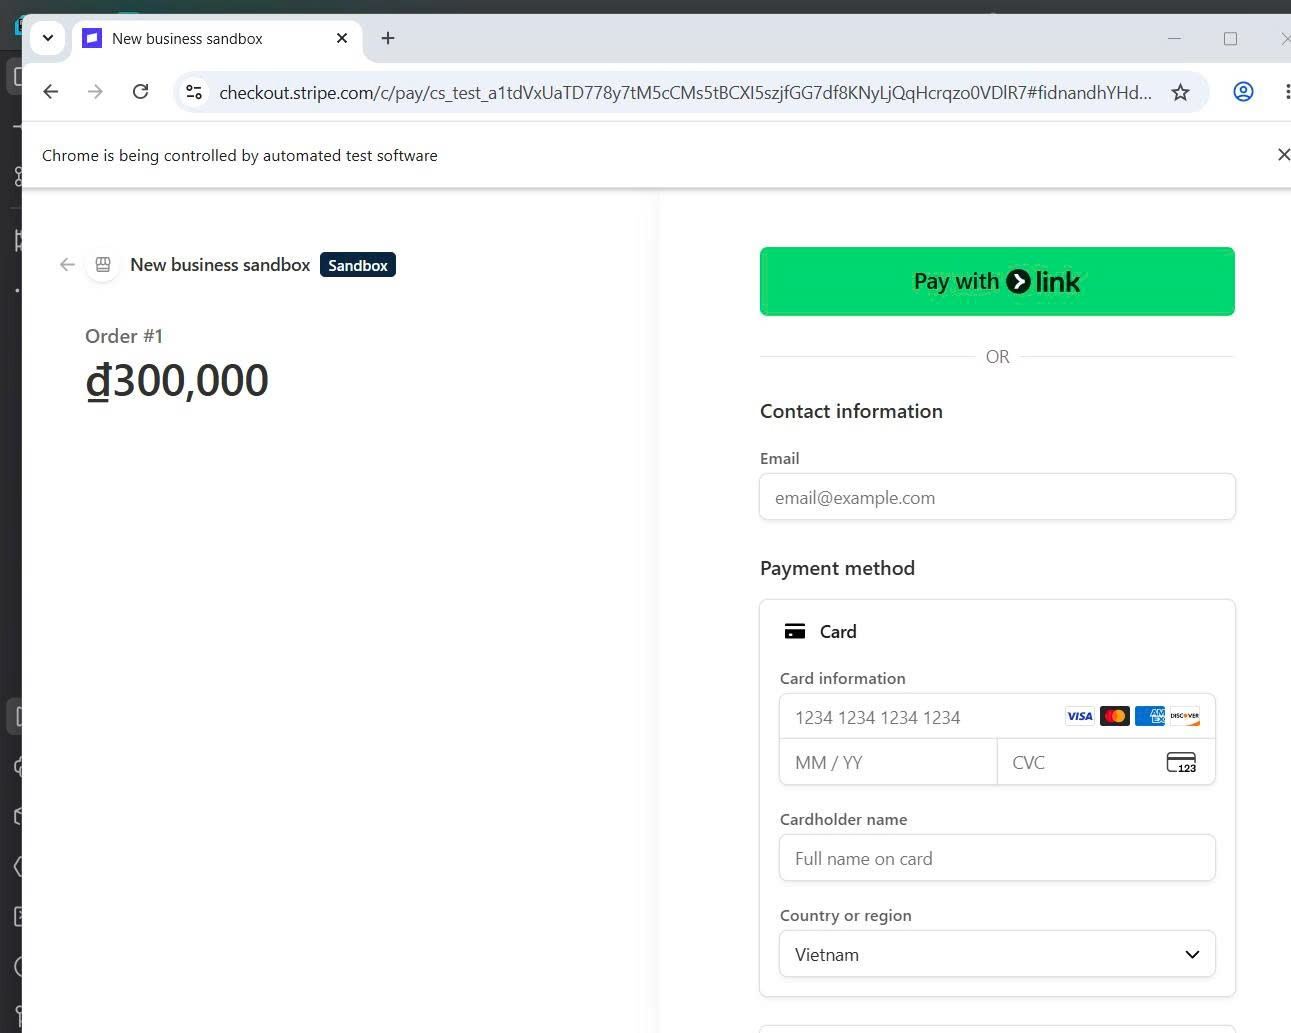 New business sandbox
checkout.stripe.com/c/pay/cs_test_a1tdVxUaTD778y7tM5cCMs5tBCXI5szjfGG7df8KNyLjQqHcrqzo0VDlR7#fidnandhYHd...
Chrome is being controlled by automated test software
New business sandbox Sandbox
Order #1
₫300,000
Pay with link
OR
Contact information
Email
email@example.com
Payment method
Card
Card information
1234 1234 1234 1234 VISA AMEX DISCOVER
MM / YY CVC 123
Cardholder name
Full name on card
Country or region
Vietnam